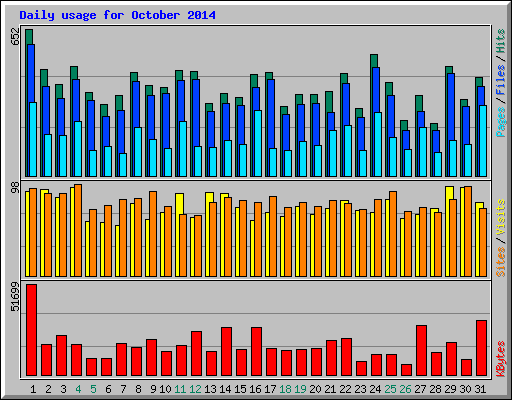 Daily usage for October 2014
652
Pages / Files / Hits
98
Sites / Visits
51699
KBytes
1 2 3 4 5 6 7 8 9 10 11 12 13 14 15 16 17 18 19 20 21 22 23 24 25 26 27 28 29 30 31